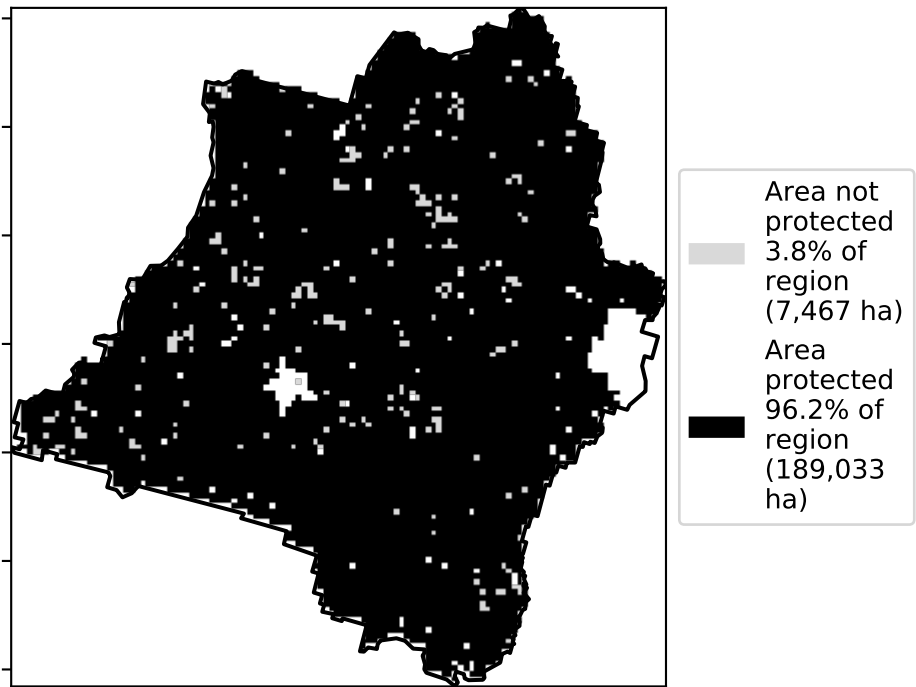 Area not
protected
3.8% of
region
(7,467 ha)
Area
protected
96.2% of
region
(189,033
ha)